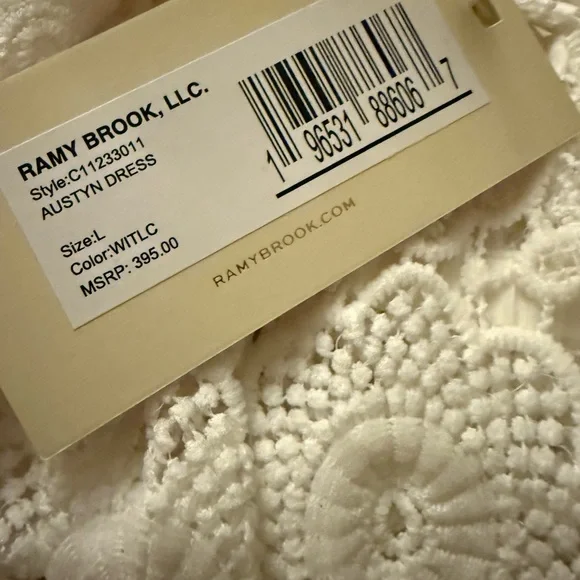 RAMY BROOK, LLC.
Style:C11233011
AUSTYN DRESS
Size:L
Color:WITLC
MSRP: 395.00
1 96531 88606 7
RAMYBROOK.COM